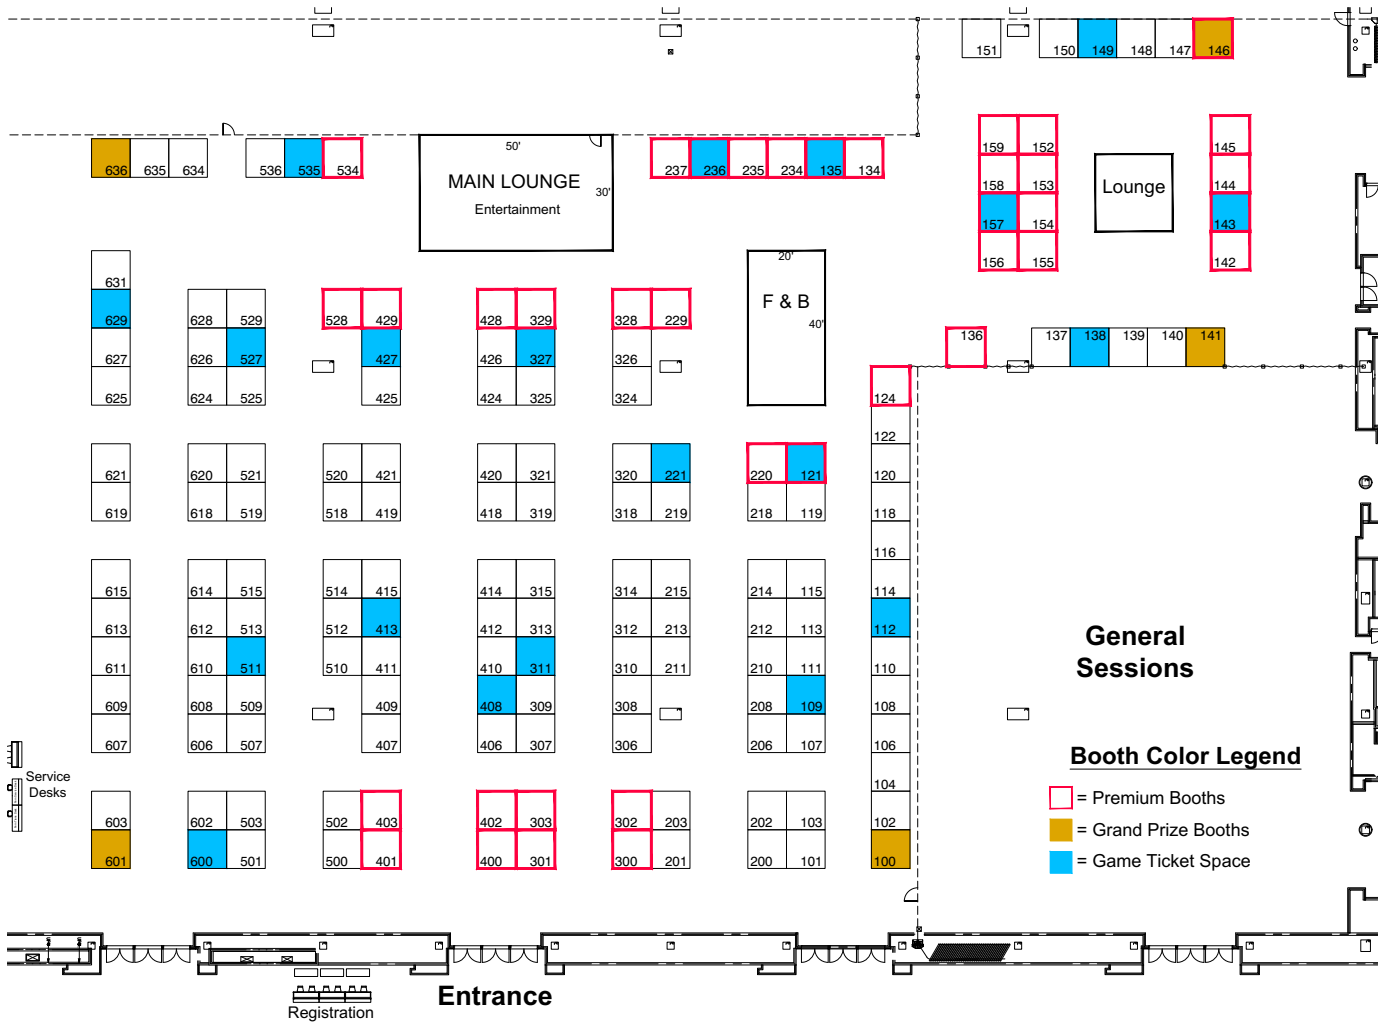 151 150 149 148 147 146
50'
MAIN LOUNGE
30'
Entertainment
636 635 634 536 535 534 237 236 235 234 135 134
159 152 145
158 153 144
Lounge
157 154 143
156 155 142
20'
F & B
40'
631
629 628 529 528 429 428 329 328 229
627 626 527 427 426 327 326
625 624 525 425 424 325 324
136 137 138 139 140 141
124
122
621 620 521 520 421 420 321 320 221 220 121 120
619 618 519 518 419 418 319 318 219 218 119 118
116
615 614 515 514 415 414 315 314 215 214 115 114
613 612 513 512 413 412 313 312 213 212 113 112
611 610 511 510 411 410 311 310 211 210 111 110
609 608 509 409 408 309 308 208 109 108
607 606 507 407 406 307 306 206 107 106
104
603 602 503 502 403 402 303 302 203 202 103 102
601 600 501 500 401 400 301 300 201 200 101 100
General
Sessions
Service
Desks
Booth Color Legend
= Premium Booths
= Grand Prize Booths
= Game Ticket Space
Entrance
Registration